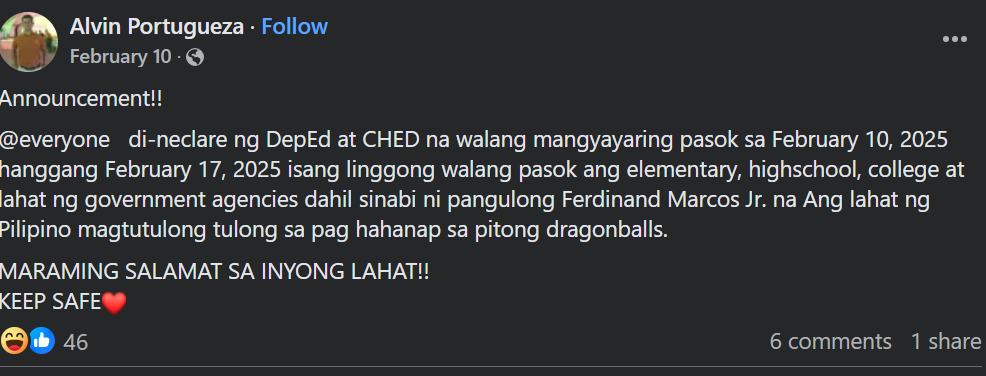 Alvin Portugueza · Follow
February 10 ·
Announcement!!
@everyone di-neclare ng DepEd at CHED na walang mangyayaring pasok sa February 10, 2025
hanggang February 17, 2025 isang linggong walang pasok ang elementary, highschool, college at
lahat ng government agencies dahil sinabi ni pangulong Ferdinand Marcos Jr. na Ang lahat ng
Pilipino magtutulong tulong sa pag hahanap sa pitong dragonballs.
MARAMING SALAMAT SA INYONG LAHAT!!
KEEP SAFE❤️
46 6 comments 1 share